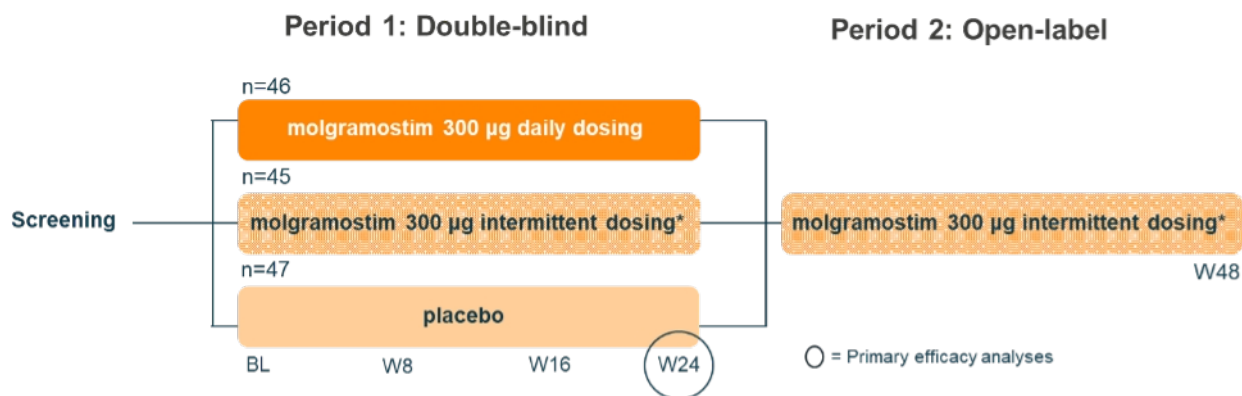 Period 1: Double-blind
Period 2: Open-label
n=46
molgramostim 300 µg daily dosing
n=45
Screening
molgramostim 300 µg intermittent dosing*
molgramostim 300 µg intermittent dosing*
n=47
W48
placebo
BL
W8
W16
W24
= Primary efficacy analyses